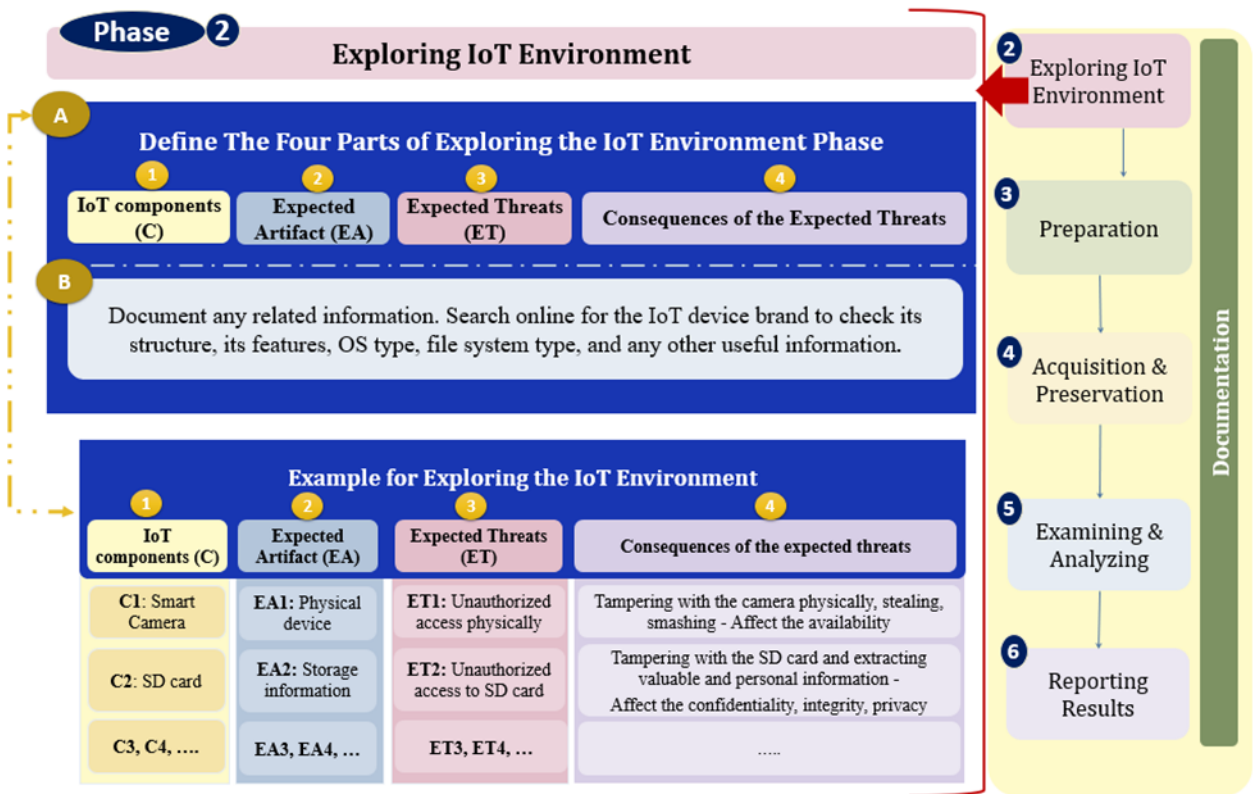 Phase 2
Exploring IoT Environment
A
Define The Four Parts of Exploring the IoT Environment Phase
1
IoT components
(C)
2
Expected
Artifact (EA)
3
Expected Threats
(ET)
4
Consequences of the Expected Threats
B
Document any related information. Search online for the IoT device brand to check its
structure, its features, OS type, file system type, and any other useful information.
Example for Exploring the IoT Environment
1
IoT
components (C)
2
Expected
Artifact (EA)
3
Expected Threats
(ET)
4
Consequences of the expected threats
C1: Smart
Camera
EA1: Physical
device
ET1: Unauthorized
access physically
Tampering with the camera physically, stealing,
smashing - Affect the availability
C2: SD card
EA2: Storage
information
ET2: Unauthorized
access to SD card
Tampering with the SD card and extracting
valuable and personal information -
Affect the confidentiality, integrity, privacy
C3, C4, ….
EA3, EA4, …
ET3, ET4, …
…..
2
Exploring IoT
Environment
3
Preparation
4
Acquisition &
Preservation
5
Examining &
Analyzing
6
Reporting
Results
Documentation